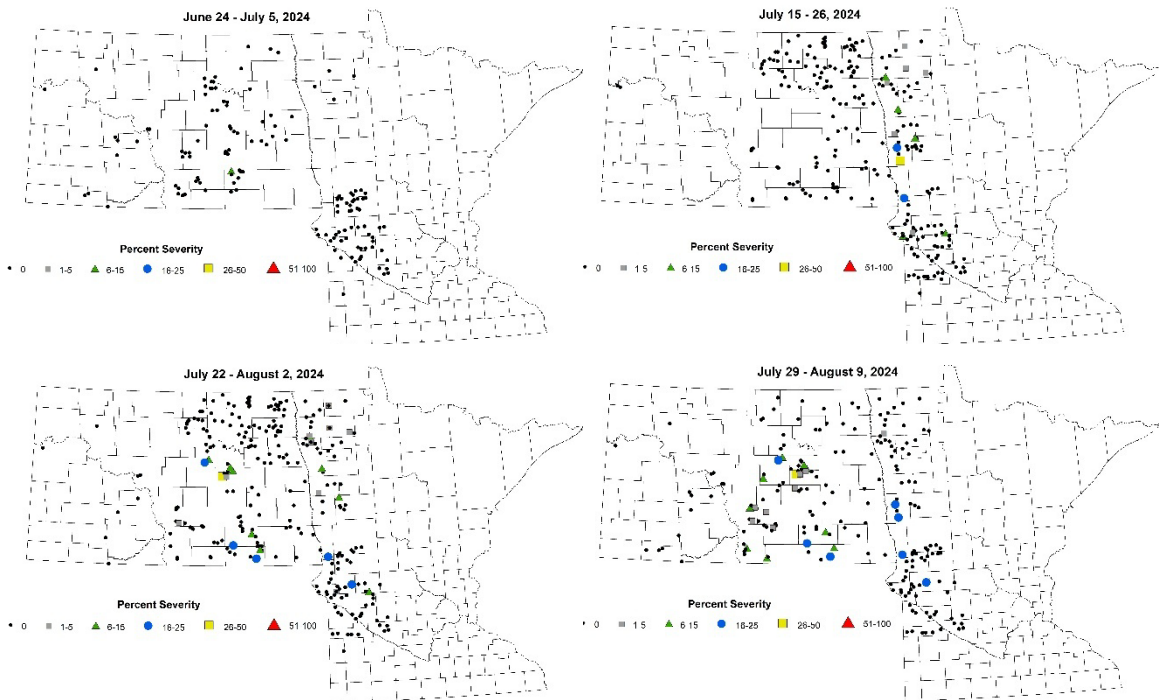 June 24 - July 5, 2024
Percent Severity
0 1-5 6-15 16-25 26-50 51-100
July 15 - 26, 2024
Percent Severity
0 1 5 6 15 16-25 26-50 51-100
July 22 - August 2, 2024
Percent Severity
0 1-5 6-15 16-25 26-50 51 100
July 29 - August 9, 2024
Percent Severity
0 1 5 6 15 16-25 26-50 51-100